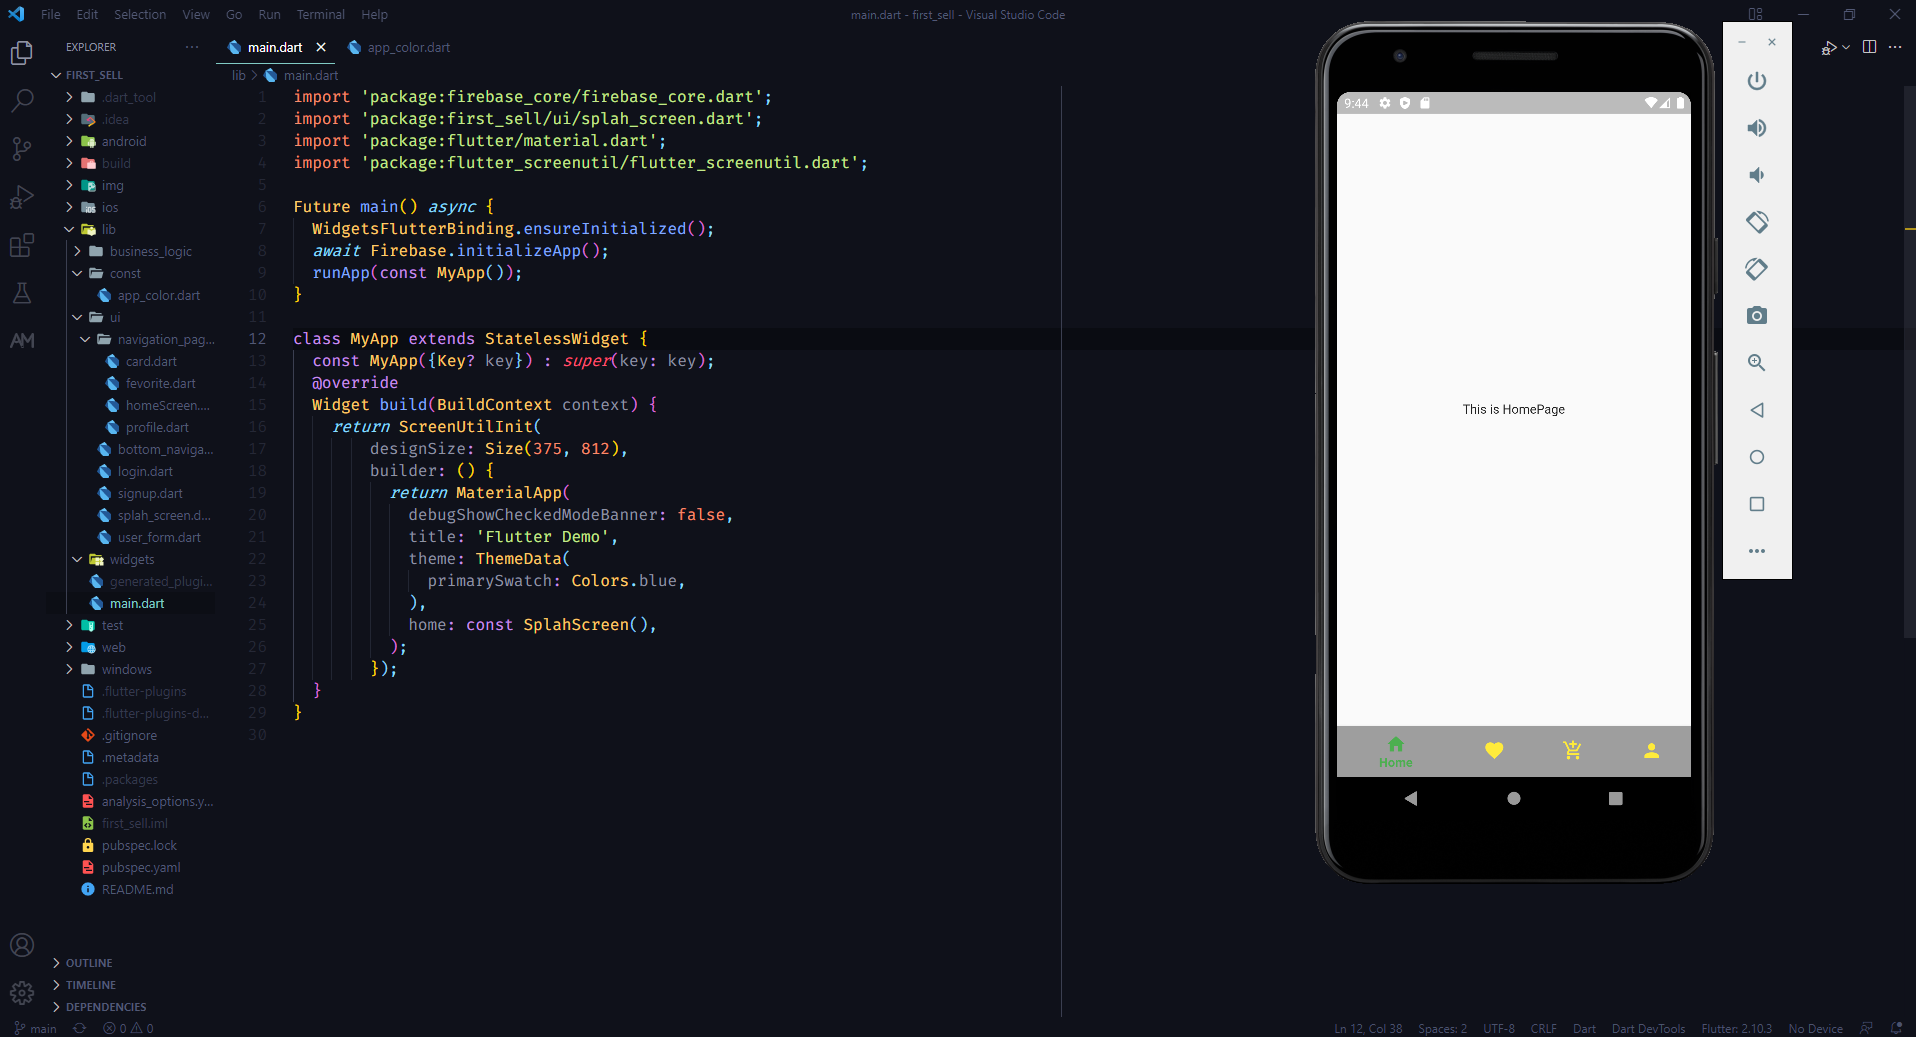 File Edit Selection View Go Run Terminal Help
main.dart - first_sell - Visual Studio Code
EXPLORER
FIRST_SELL
.dart_tool
.idea
android
build
img
ios
lib
business_logic
const
app_color.dart
ui
navigation_pag...
card.dart
fevorite.dart
homeScreen....
profile.dart
bottom_naviga...
login.dart
signup.dart
splah_screen.d...
user_form.dart
widgets
generated_plugi...
main.dart
test
web
windows
.flutter-plugins
.flutter-plugins-d...
.gitignore
.metadata
.packages
analysis_options.y...
first_sell.iml
pubspec.lock
pubspec.yaml
README.md
OUTLINE
TIMELINE
DEPENDENCIES
AM
main.dart app_color.dart
lib > main.dart
1 import 'package:firebase_core/firebase_core.dart';
2 import 'package:first_sell/ui/splah_screen.dart';
3 import 'package:flutter/material.dart';
4 import 'package:flutter_screenutil/flutter_screenutil.dart';
5
6 Future main() async {
7 WidgetsFlutterBinding.ensureInitialized();
8 await Firebase.initializeApp();
9 runApp(const MyApp());
10 }
11
12 class MyApp extends StatelessWidget {
13 const MyApp({Key? key}) : super(key: key);
14 @override
15 Widget build(BuildContext context) {
16 return ScreenUtilInit(
17 designSize: Size(375, 812),
18 builder: () {
19 return MaterialApp(
20 debugShowCheckedModeBanner: false,
21 title: 'Flutter Demo',
22 theme: ThemeData(
23 primarySwatch: Colors.blue,
24 ),
25 home: const SplahScreen(),
26 );
27 });
28 }
29 }
30
9:44
This is HomePage
Home
main 0 0
Ln 12, Col 38 Spaces: 2 UTF-8 CRLF Dart Dart DevTools Flutter: 2.10.3 No Device